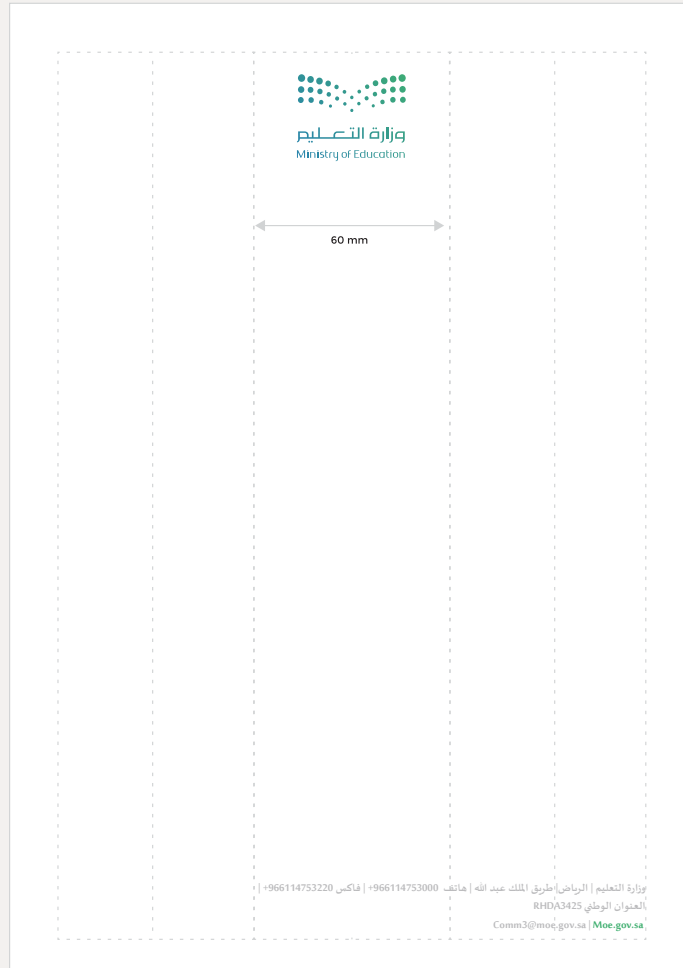 وزارة التعليم
Ministry of Education
60 mm
وزارة التعليم | الرياض | طريق الملك عبد الله | هاتف 966114753000+ | فاكس 966114753220+ |
العنوان الوطني RHDA3425
Comm3@moe.gov.sa | Moe.gov.sa